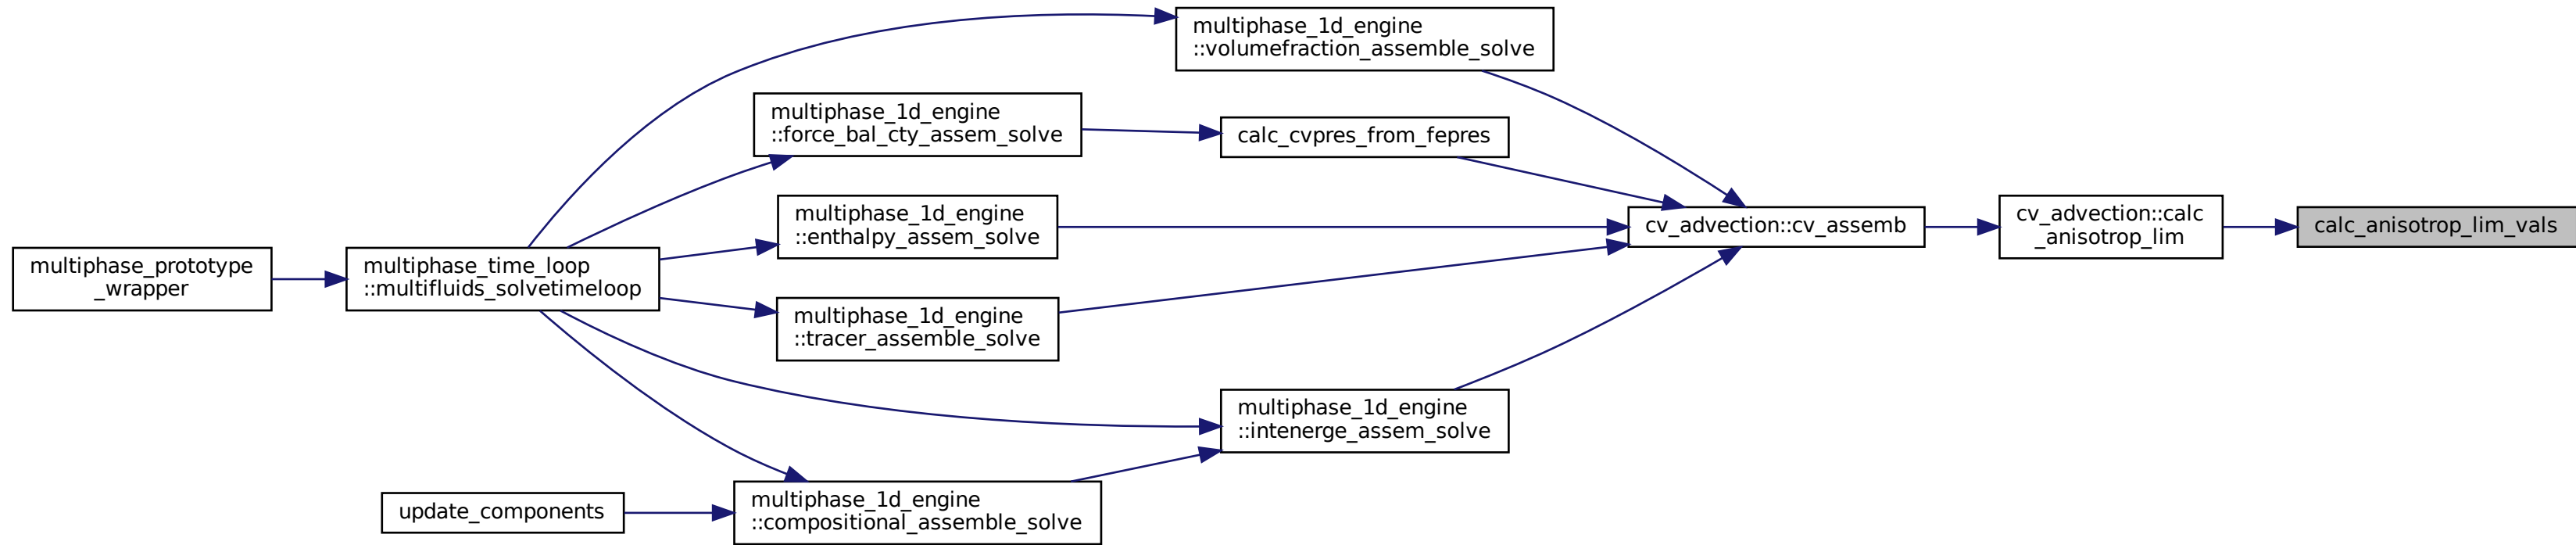 multiphase_prototype
_wrapper
multiphase_time_loop
::multifluids_solvetimeloop
update_components
multiphase_1d_engine
::volumefraction_assemble_solve
multiphase_1d_engine
::force_bal_cty_assem_solve
calc_cvpres_from_fepres
multiphase_1d_engine
::enthalpy_assem_solve
multiphase_1d_engine
::tracer_assemble_solve
multiphase_1d_engine
::intenerge_assem_solve
multiphase_1d_engine
::compositional_assemble_solve
cv_advection::cv_assemb
cv_advection::calc
_anisotrop_lim
calc_anisotrop_lim_vals